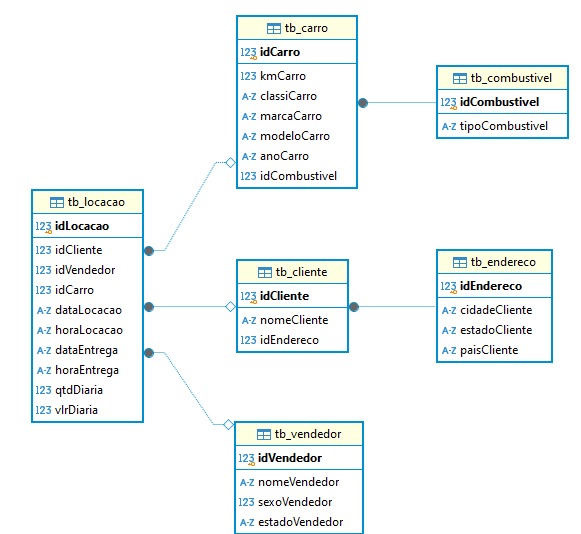 tb_carro
123 idCarro
123 kmCarro
A-Z classiCarro
A-Z marcaCarro
A-Z modeloCarro
A-Z anoCarro
123 idCombustivel
tb_combustivel
123 idCombustivel
A-Z tipoCombustivel
tb_locacao
123 idLocacao
123 idCliente
123 idVendedor
123 idCarro
A-Z dataLocacao
A-Z horaLocacao
A-Z dataEntrega
A-Z horaEntrega
123 qtdDiaria
123 vlrDiaria
tb_cliente
123 idCliente
A-Z nomeCliente
123 idEndereco
tb_endereco
123 idEndereco
A-Z cidadeCliente
A-Z estadoCliente
A-Z paisCliente
tb_vendedor
123 idVendedor
A-Z nomeVendedor
123 sexoVendedor
A-Z estadoVendedor